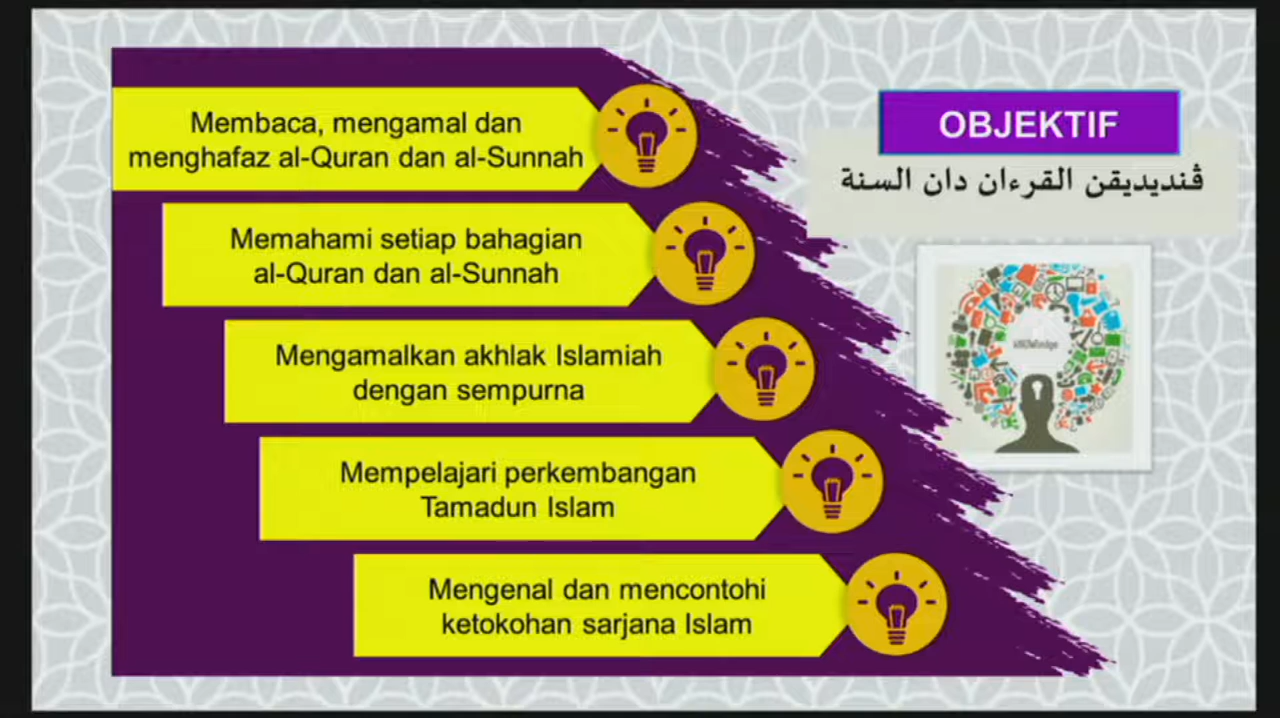 OBJEKTIF
ڤنديديقن القرءان دان السنة
Membaca, mengamal dan
menghafaz al-Quran dan al-Sunnah
Memahami setiap bahagian
al-Quran dan al-Sunnah
Mengamalkan akhlak Islamiah
dengan sempurna
Mempelajari perkembangan
Tamadun Islam
Mengenal dan mencontohi
ketokohan sarjana Islam